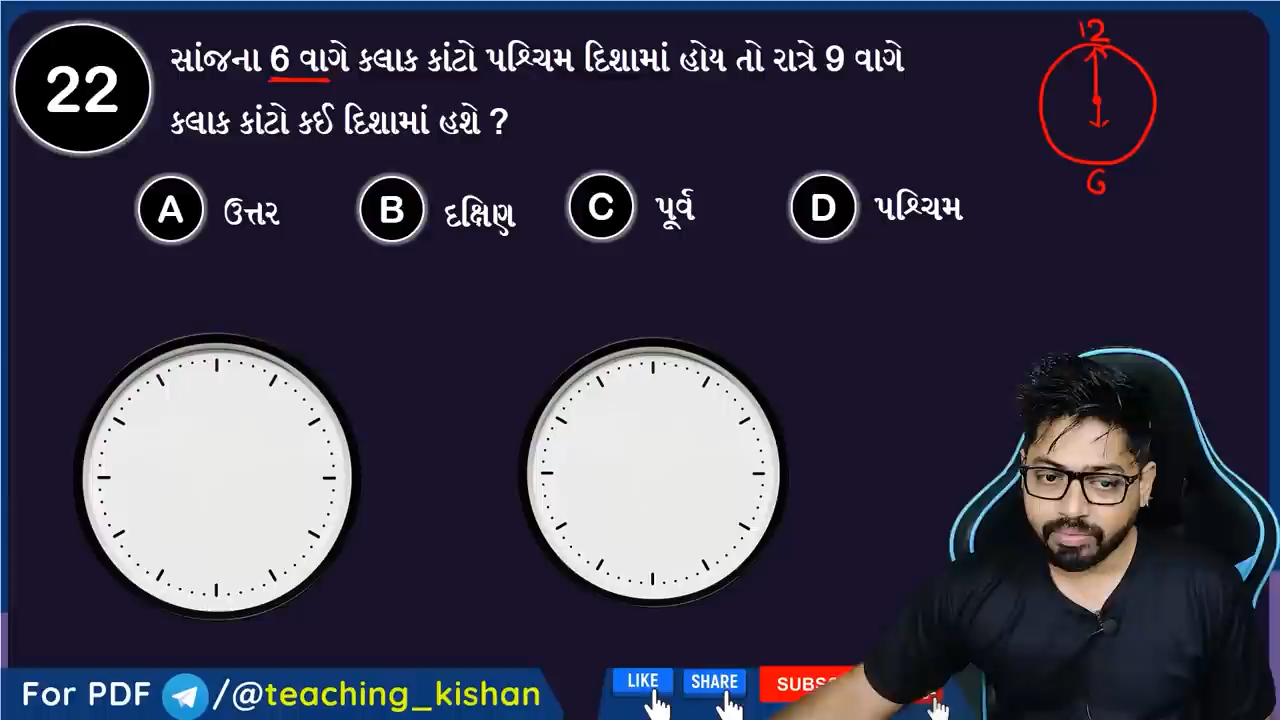 22
સાંજના 6 વાગે કલાક કાંટો પશ્ચિમ દિશામાં હોય તો રાત્રે 9 વાગે
કલાક કાંટો કઈ દિશામાં હશે ?
A ઉત્તર B દક્ષિણ C પૂર્વ D પશ્ચિમ
12
6
For PDF /@teaching_kishan
LIKE SHARE